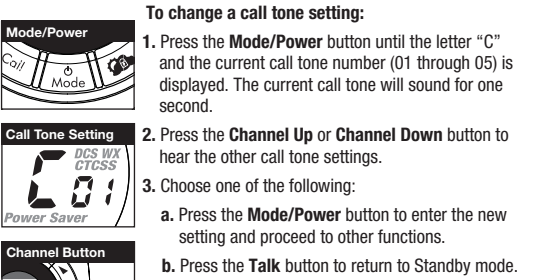 To change a call tone setting:
Mode/Power
Call
Mode
1. Press the Mode/Power button until the letter “C”
and the current call tone number (01 through 05) is
displayed. The current call tone will sound for one
second.
Call Tone Setting
DCS WX
CTCSS
C01
Power Saver
2. Press the Channel Up or Channel Down button to
hear the other call tone settings.
3. Choose one of the following:
a. Press the Mode/Power button to enter the new
setting and proceed to other functions.
Channel Button
b. Press the Talk button to return to Standby mode.